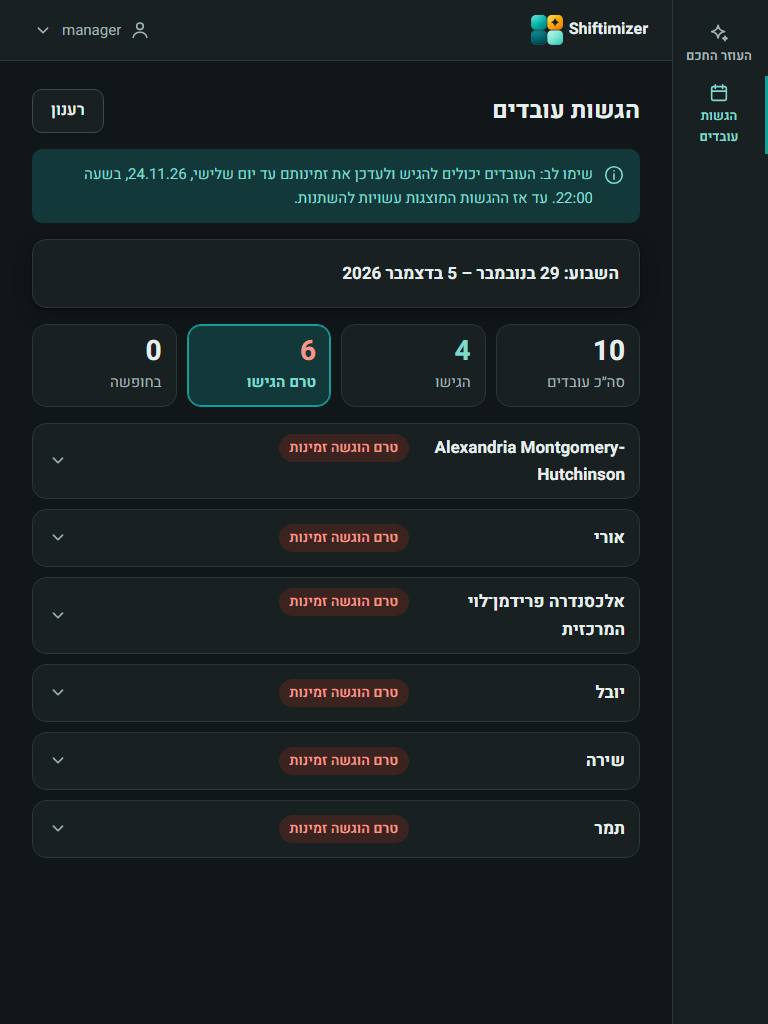 העוזר החכם
הגשות
עובדים
Shiftimizer
manager
הגשות עובדים
רענון
שימו לב: העובדים יכולים להגיש ולעדכן את זמינותם עד יום שלישי, 24.11.26, בשעה
22:00. עד אז ההגשות המוצגות עשויות להשתנות.
השבוע: 29 בנובמבר – 5 בדצמבר 2026
10
סה"כ עובדים
4
הגישו
6
טרם הגישו
0
בחופשה
Alexandria Montgomery-
Hutchinson
טרם הוגשה זמינות
אורי
טרם הוגשה זמינות
אלכסנדרה פרידמן־לוי
המרכזית
טרם הוגשה זמינות
יובל
טרם הוגשה זמינות
שירה
טרם הוגשה זמינות
תמר
טרם הוגשה זמינות